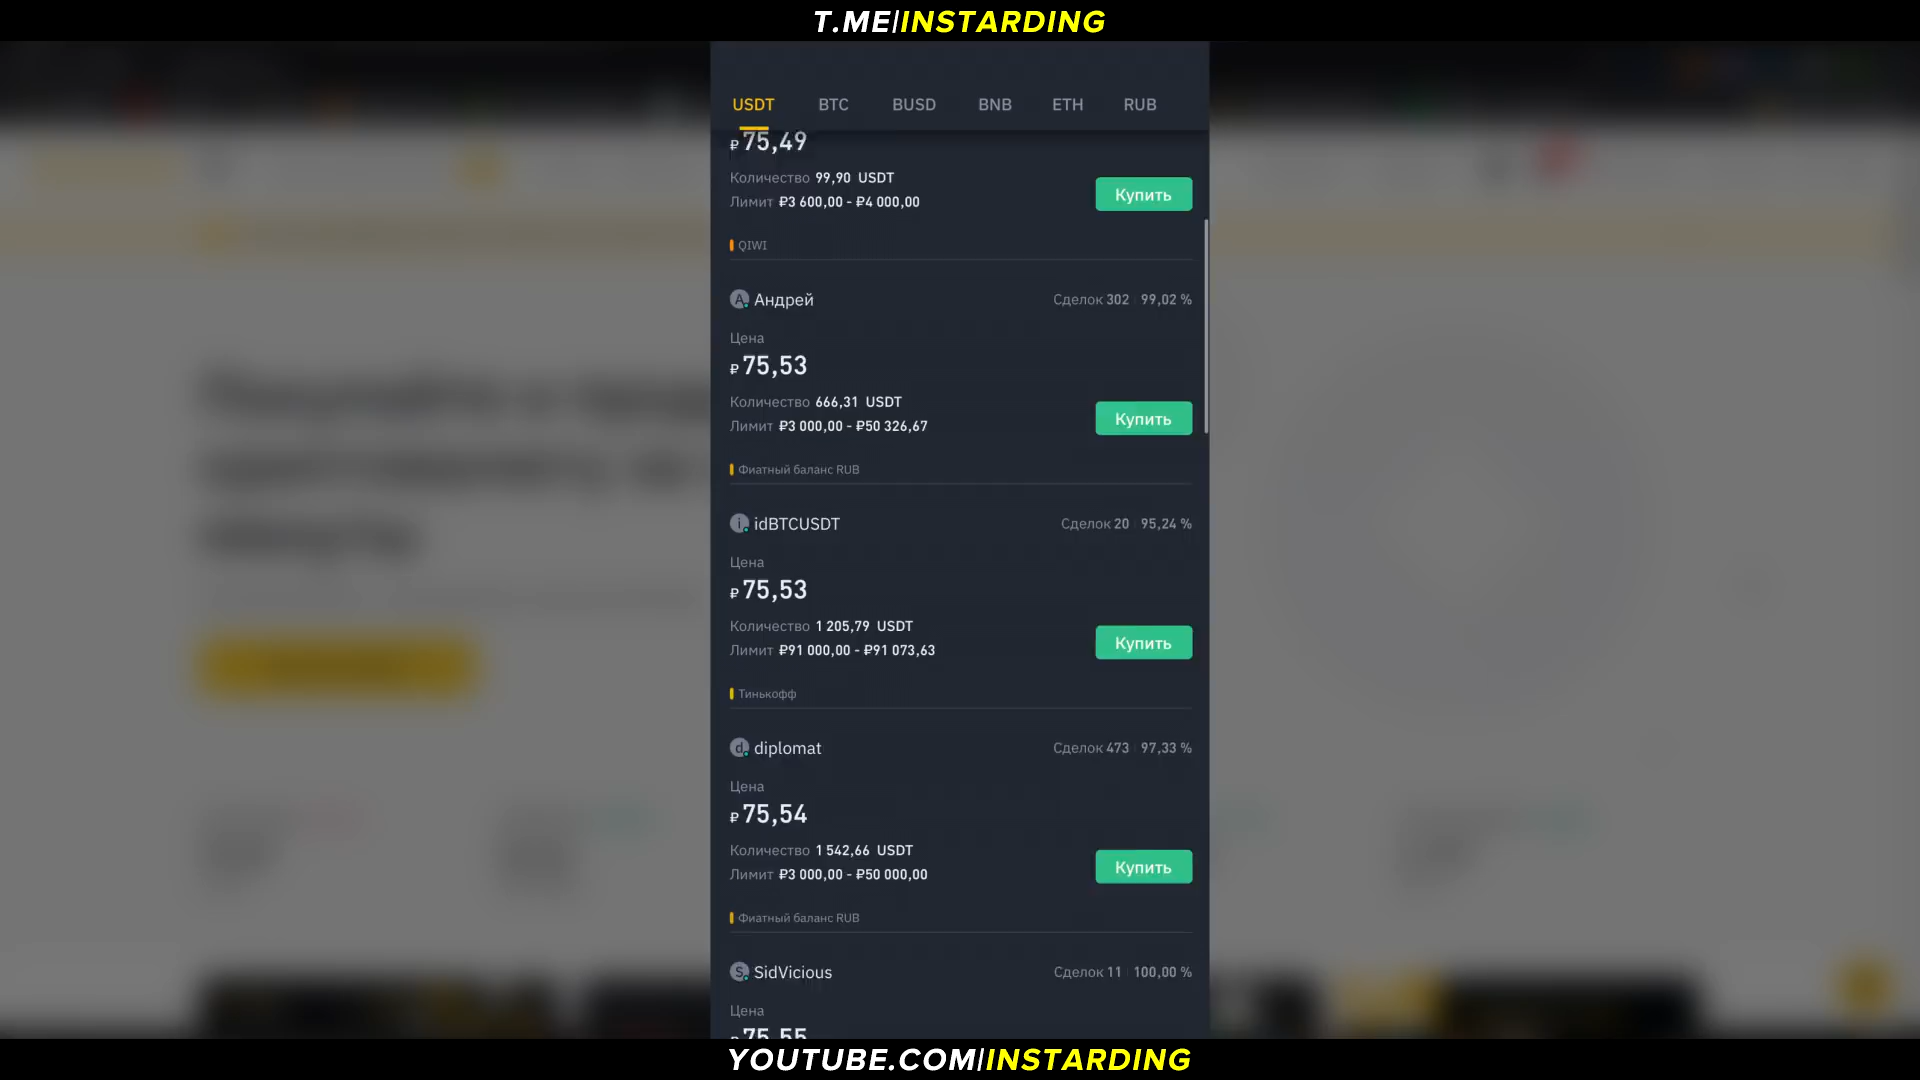 T.ME/INSTARDING
USDT BTC BUSD BNB ETH RUB
₽ 75,49
Количество 99,90 USDT
Лимит ₽3 600,00 - ₽4 000,00
Купить
QIWI
А Андрей Сделок 302 99,02 %
Цена
₽ 75,53
Количество 666,31 USDT
Лимит ₽3 000,00 - ₽50 326,67
Купить
Фиатный баланс RUB
i idBTCUSDT Сделок 20 95,24 %
Цена
₽ 75,53
Количество 1 205,79 USDT
Лимит ₽91 000,00 - ₽91 073,63
Купить
Тинькофф
d diplomat Сделок 473 97,33 %
Цена
₽ 75,54
Количество 1 542,66 USDT
Лимит ₽3 000,00 - ₽50 000,00
Купить
Фиатный баланс RUB
S SidVicious Сделок 11 100,00 %
Цена
₽ 75,55
YOUTUBE.COM/INSTARDING